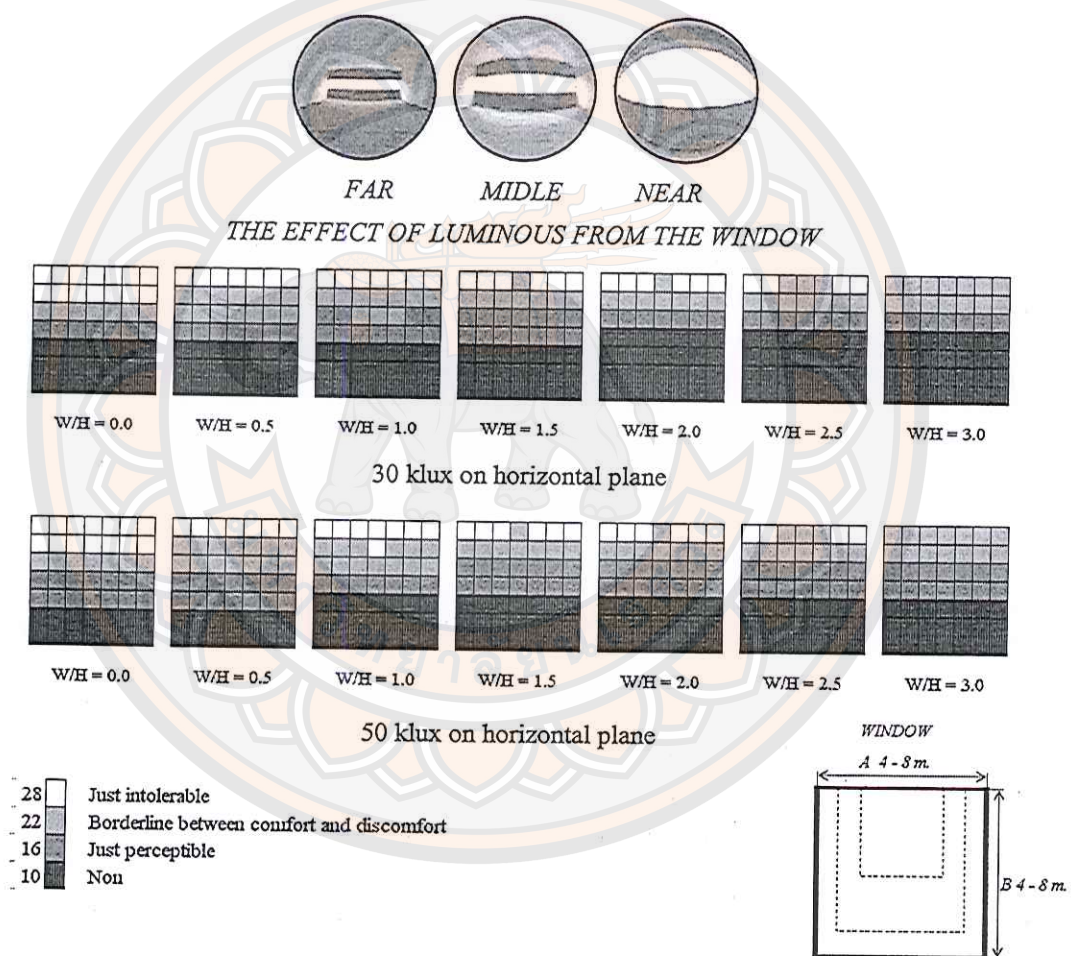 FAR MIDLE NEAR
THE EFFECT OF LUMINOUS FROM THE WINDOW
W/H = 0.0 W/H = 0.5 W/H = 1.0 W/H = 1.5 W/H = 2.0 W/H = 2.5 W/H = 3.0
30 klux on horizontal plane
W/H = 0.0 W/H = 0.5 W/H = 1.0 W/H = 1.5 W/H = 2.0 W/H = 2.5 W/H = 3.0
50 klux on horizontal plane
28 Just intolerable
22 Borderline between comfort and discomfort
16 Just perceptible
10 Non
WINDOW
A 4 - 8 m.
B 4 - 8 m.